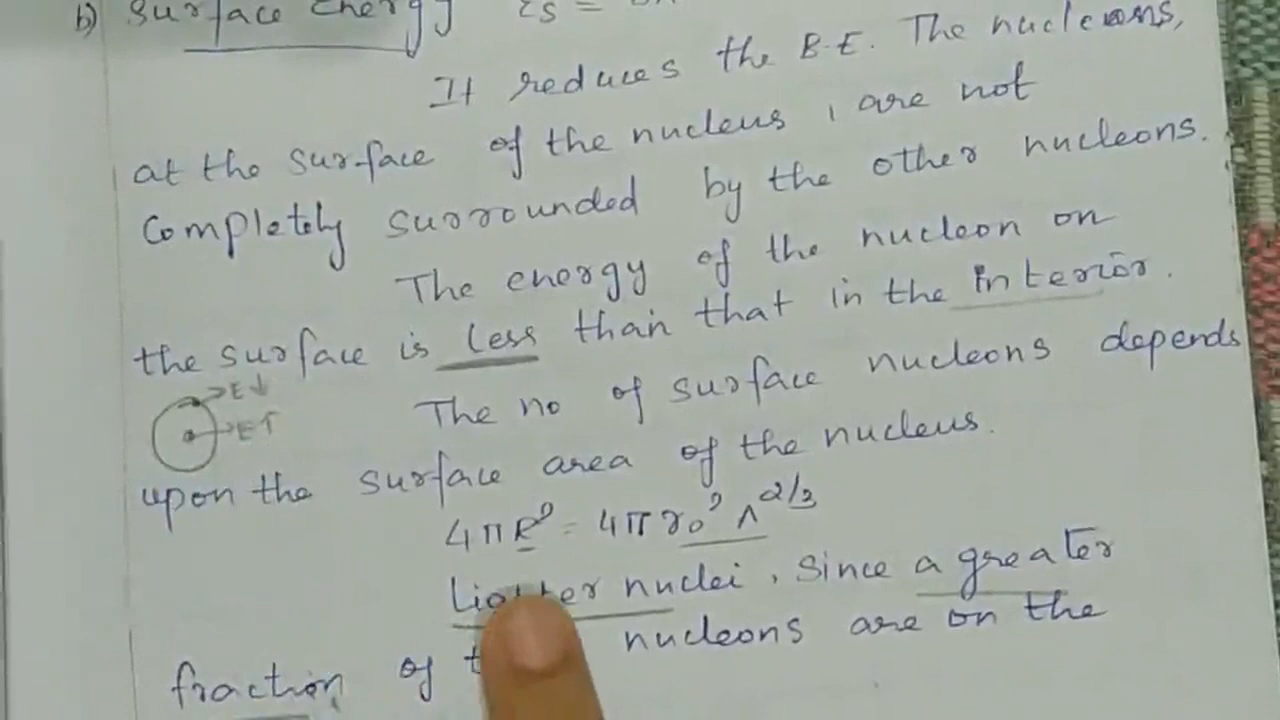 b) Surface Energy Es =
It reduces the B.E. The nucleons,
at the surface of the nucleus, are not
Completely surrounded by the other nucleons.
The energy of the nucleon on
the surface is less than that in the interior.
→ E↓
→ E↑
The no of surface nucleons depends
upon the surface area of the nucleus.
4πR² = 4πr₀² A^2/3
nuclei, since a greater
fraction of nucleons are on the